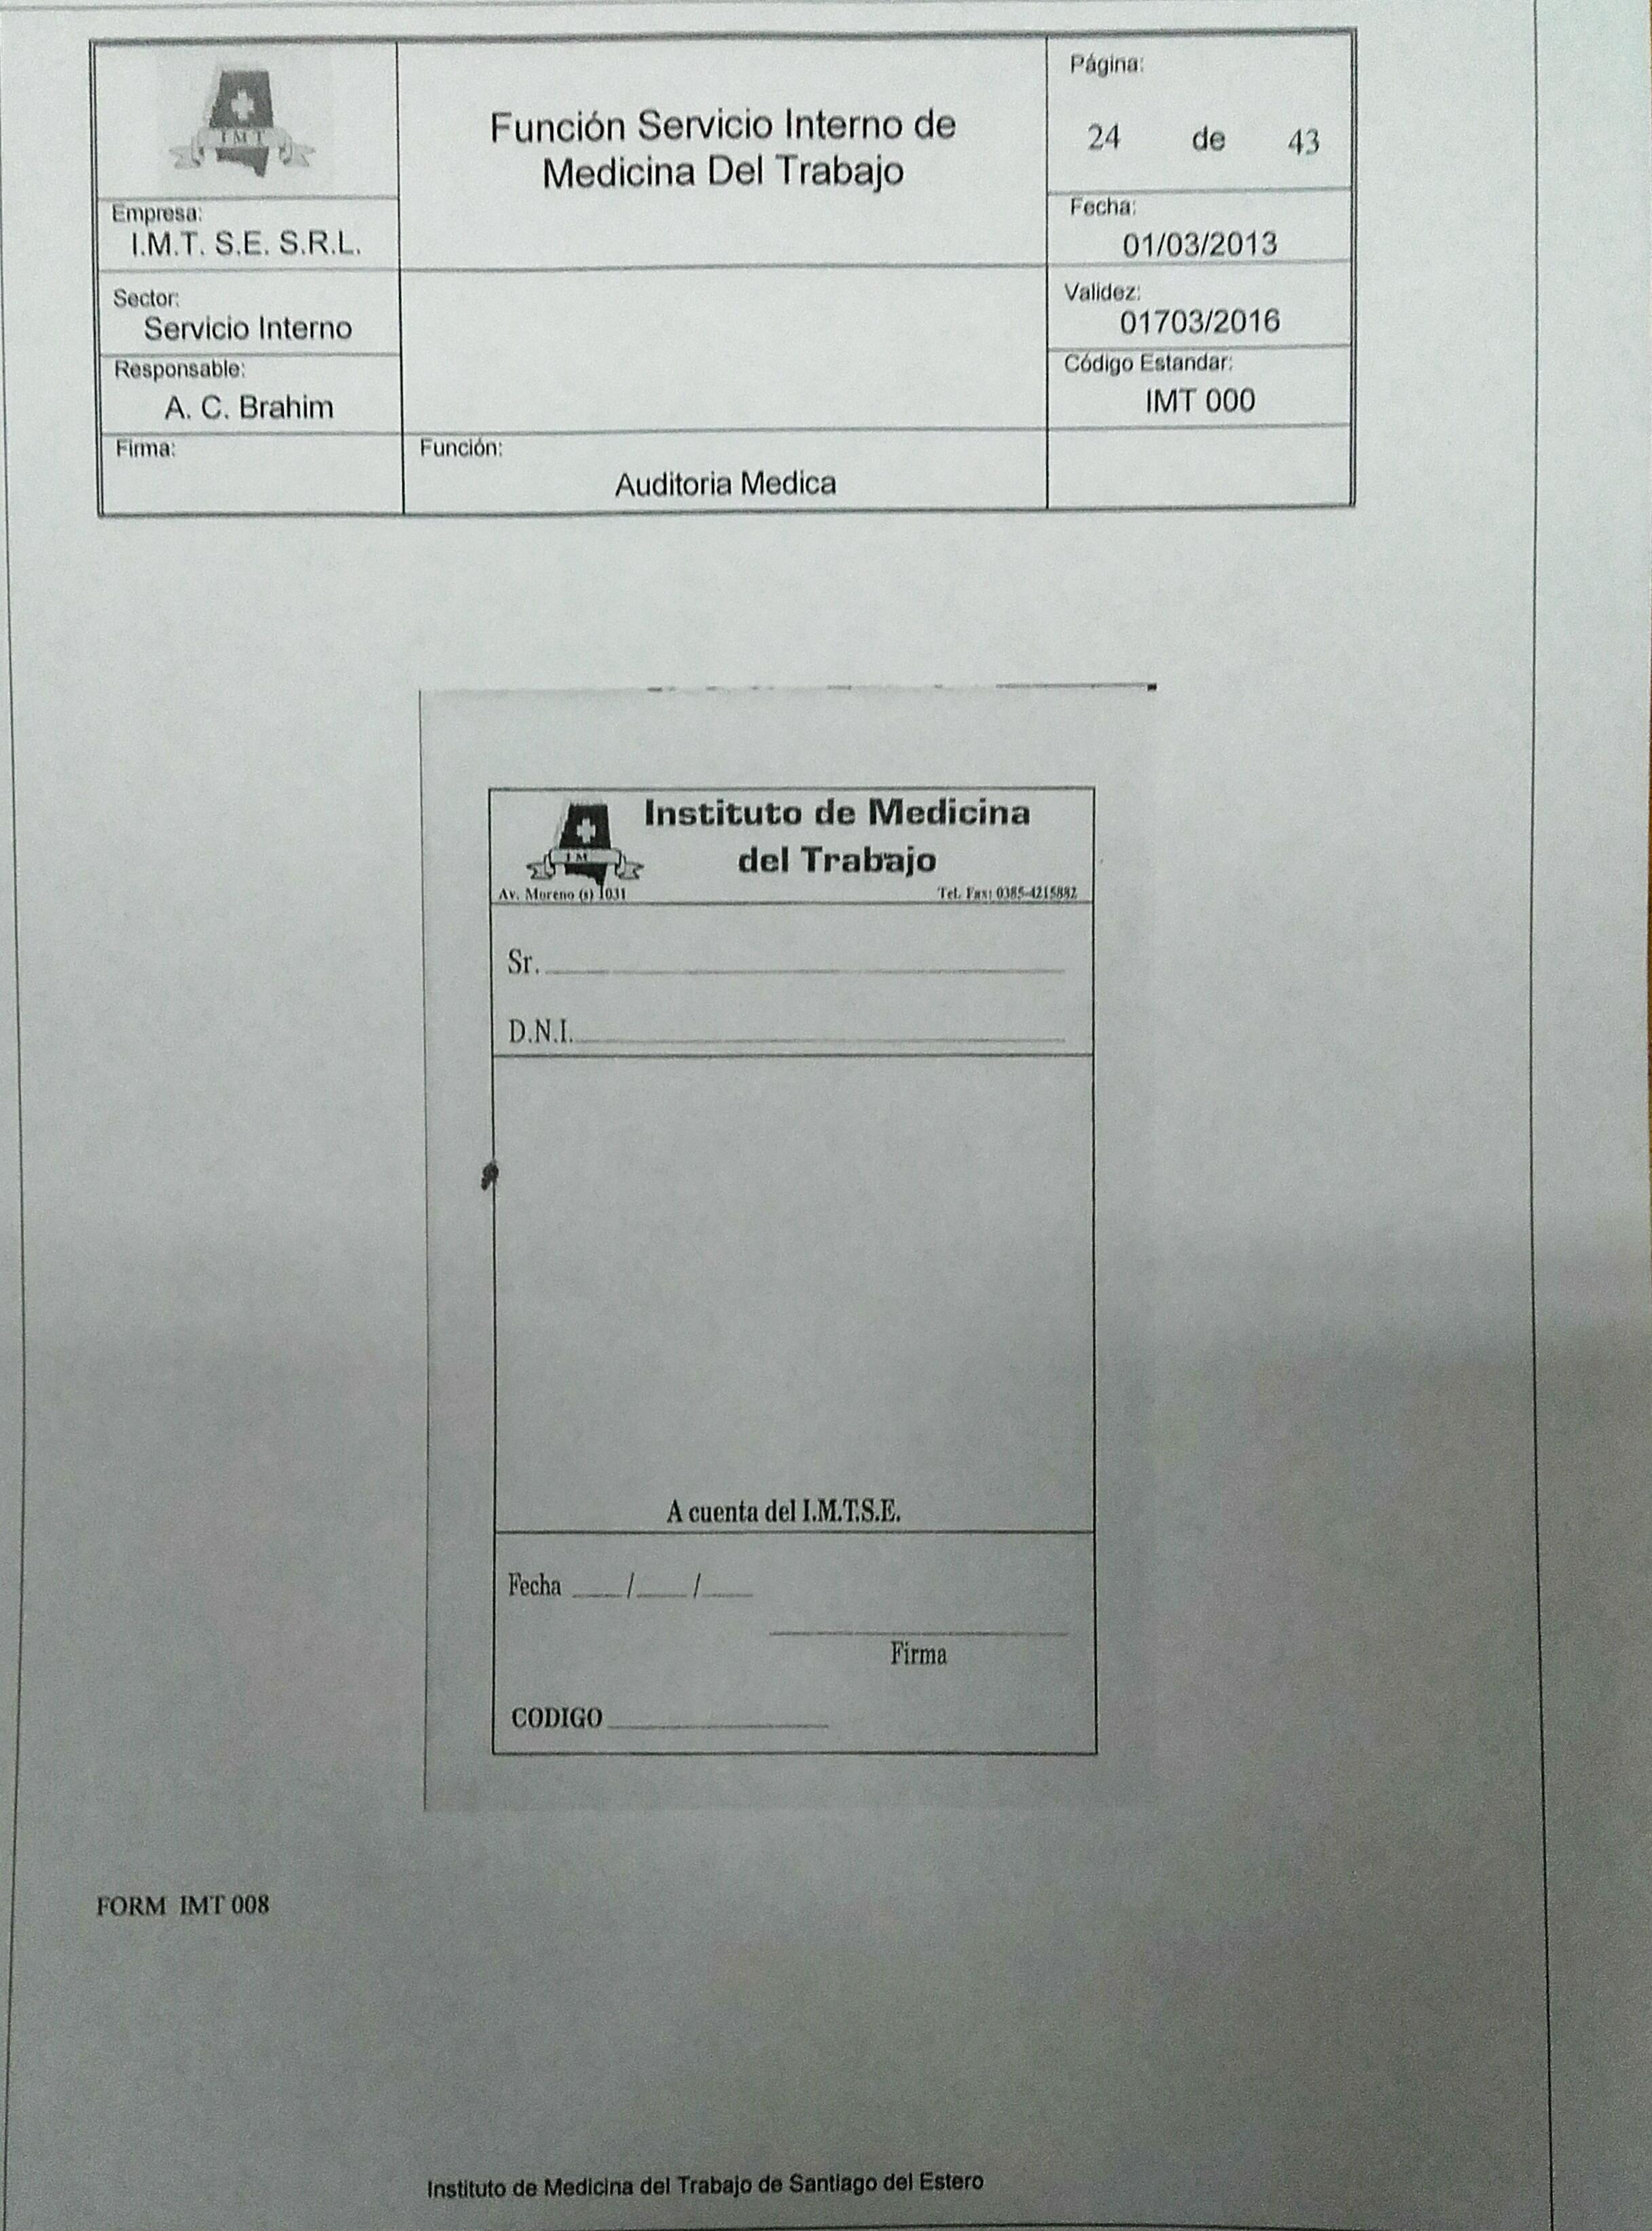 I M T
Empresa:
I.M.T. S.E. S.R.L.
Sector:
Servicio Interno
Responsable:
A. C. Brahim
Firma:
Función Servicio Interno de
Medicina Del Trabajo
Función:
Auditoria Medica
Página:
24 de 43
Fecha:
01/03/2013
Validez:
01703/2016
Código Estandar:
IMT 000
I M
Instituto de Medicina
del Trabajo
Av. Moreno (s) 1031 Tel. Fax: 0385-4215882
Sr.
D.N.I.
A cuenta del I.M.T.S.E.
Fecha ___/___/___
Firma
CODIGO
FORM IMT 008
Instituto de Medicina del Trabajo de Santiago del Estero